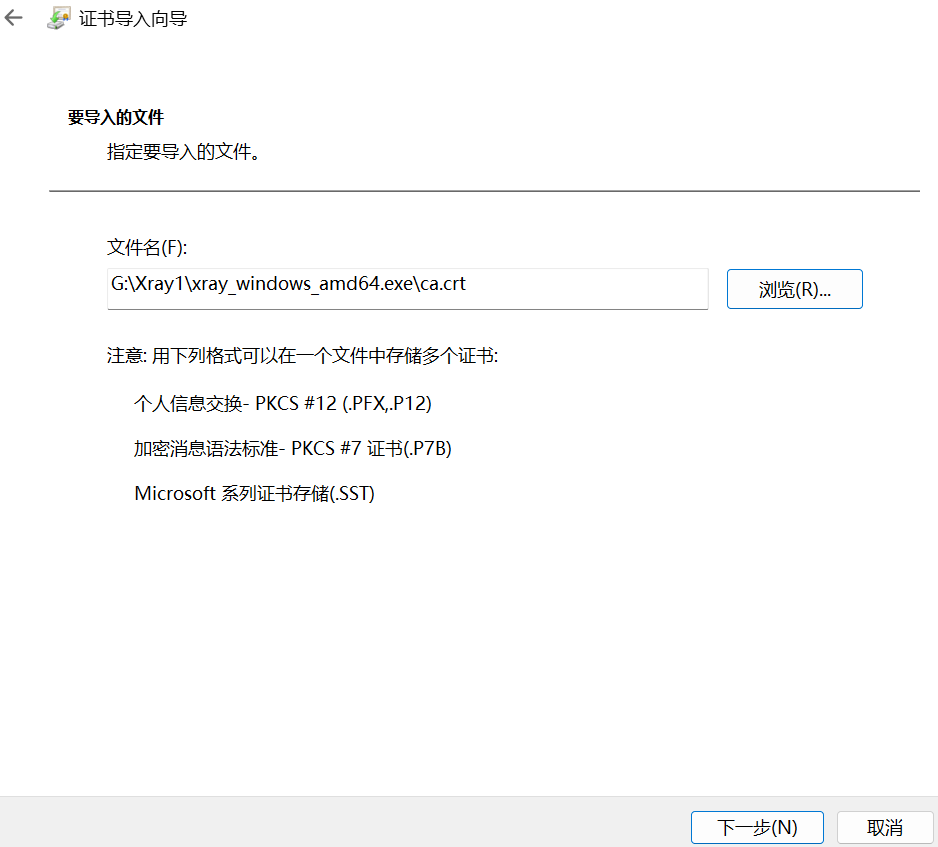 证书导入向导
要导入的文件
指定要导入的文件。
文件名(F):
G:\Xray1\xray_windows_amd64.exe\ca.crt
浏览(R)...
注意: 用下列格式可以在一个文件中存储多个证书:
个人信息交换- PKCS #12 (.PFX,.P12)
加密消息语法标准- PKCS #7 证书(.P7B)
Microsoft 系列证书存储(.SST)
下一步(N)
取消